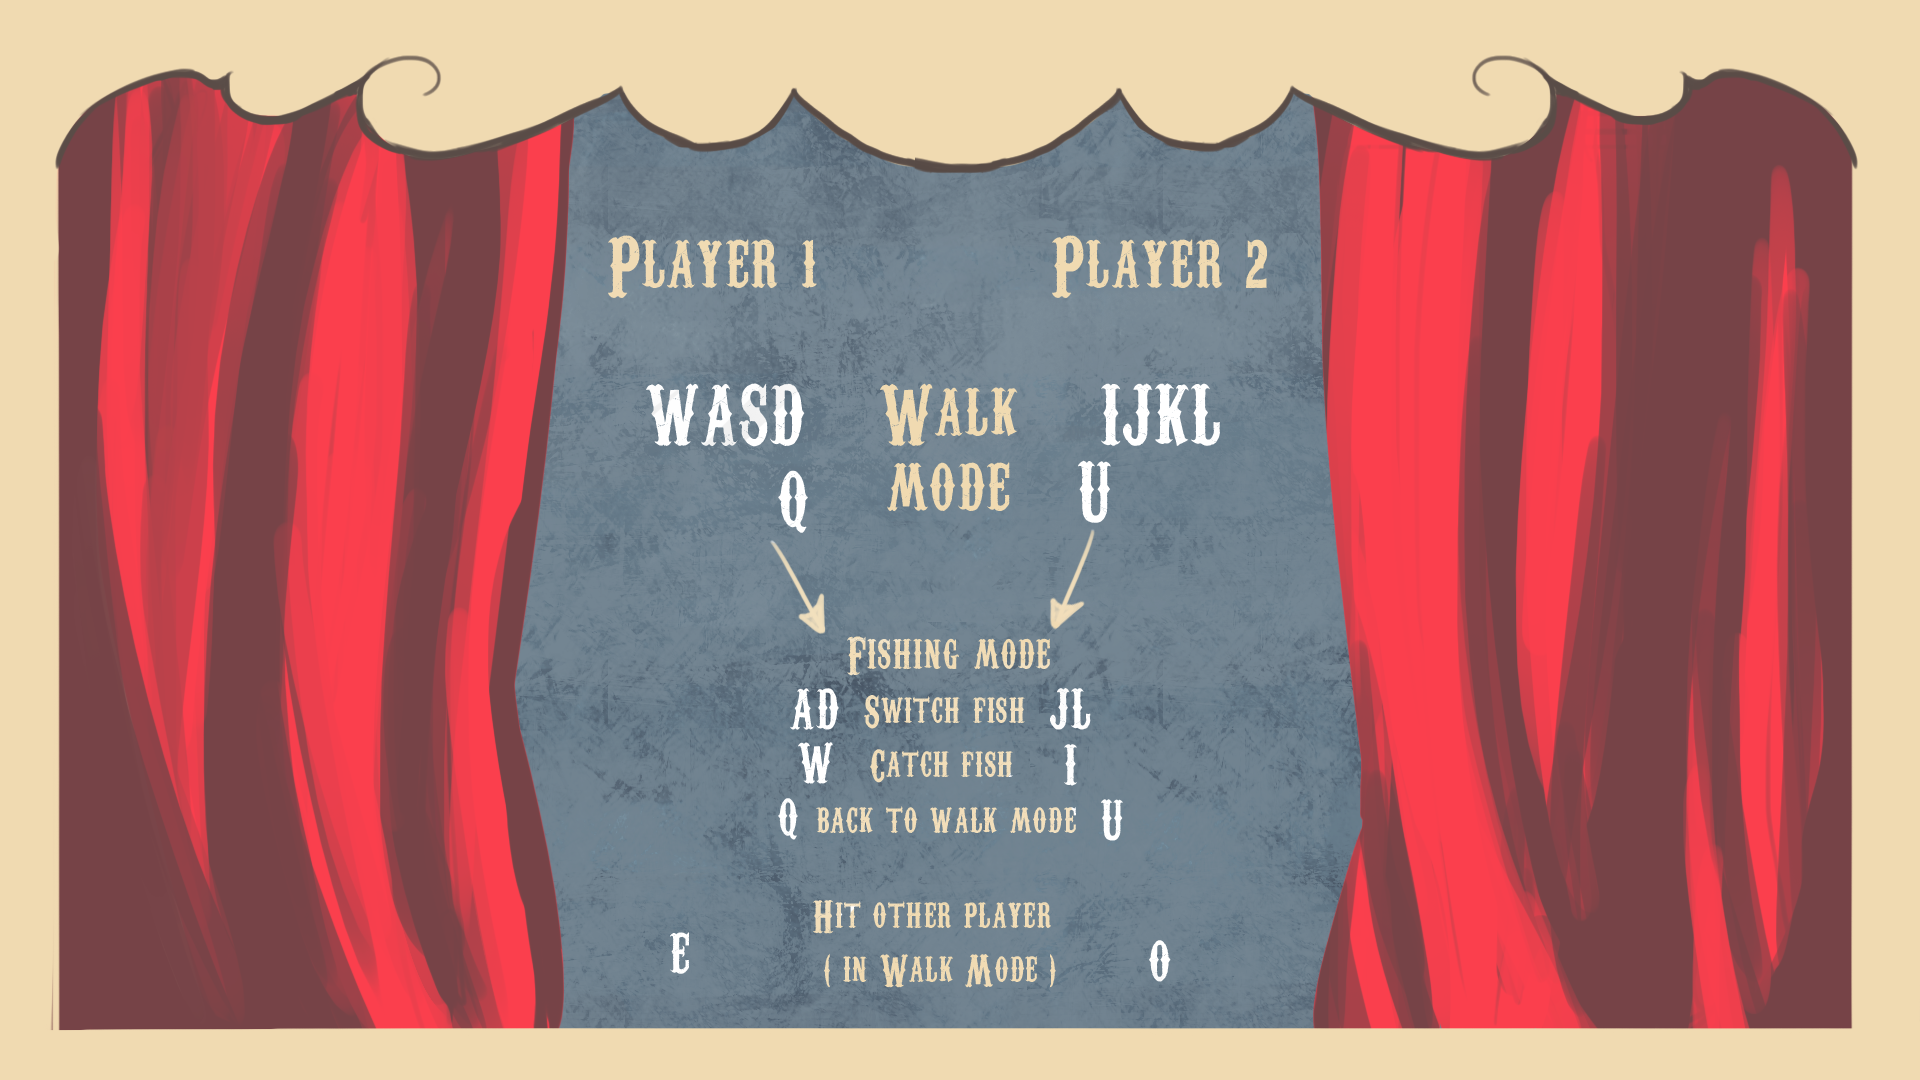 Player 1 Player 2
WASD Walk IJKL
Q mode U
Fishing mode
AD Switch fish JL
W Catch fish I
Q back to walk mode U
Hit other player
E ( in Walk Mode ) O